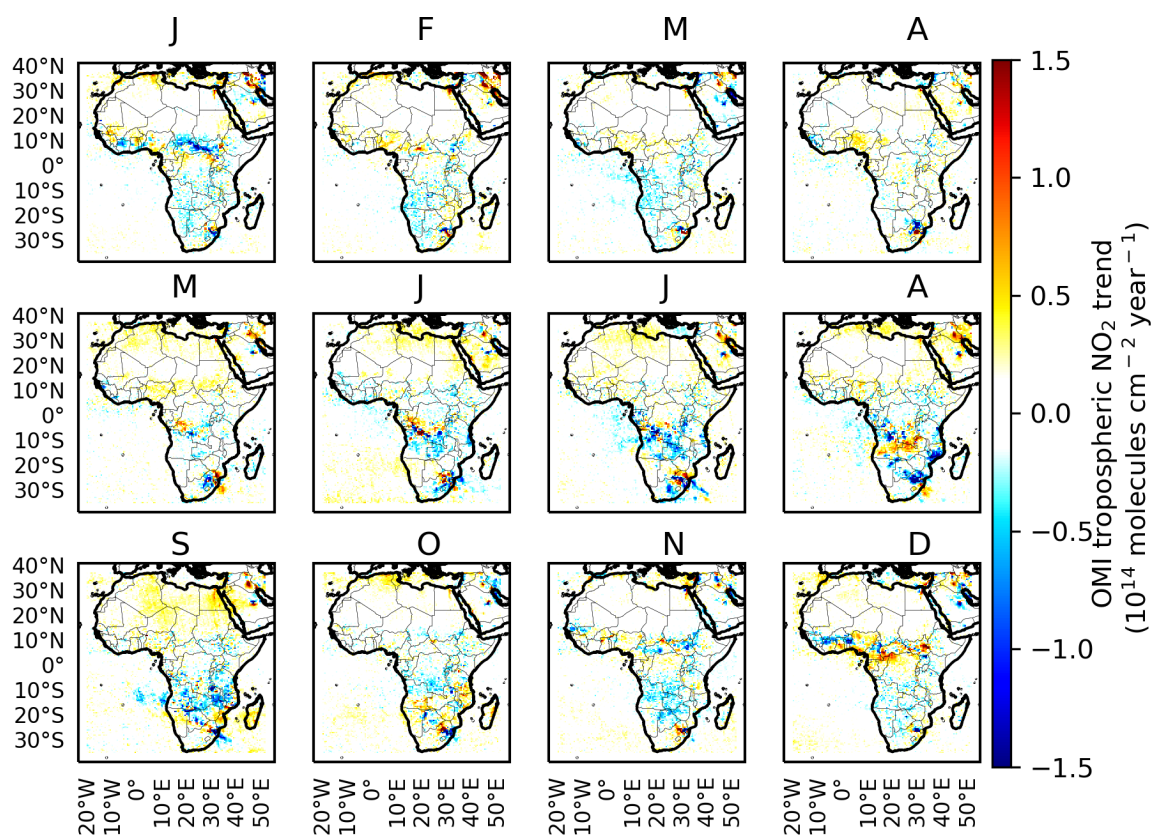 J F M A
40°N
30°N
20°N
10°N
0°
10°S
20°S
30°S
M J J A
40°N
30°N
20°N
10°N
0°
10°S
20°S
30°S
S O N D
40°N
30°N
20°N
10°N
0°
10°S
20°S
30°S
20°W 10°W 0° 10°E 20°E 30°E 40°E 50°E
20°W 10°W 0° 10°E 20°E 30°E 40°E 50°E
20°W 10°W 0° 10°E 20°E 30°E 40°E 50°E
20°W 10°W 0° 10°E 20°E 30°E 40°E 50°E
1.5
1.0
0.5
0.0
−0.5
−1.0
−1.5
OMI tropospheric NO₂ trend
(10¹⁴ molecules cm⁻² year⁻¹)